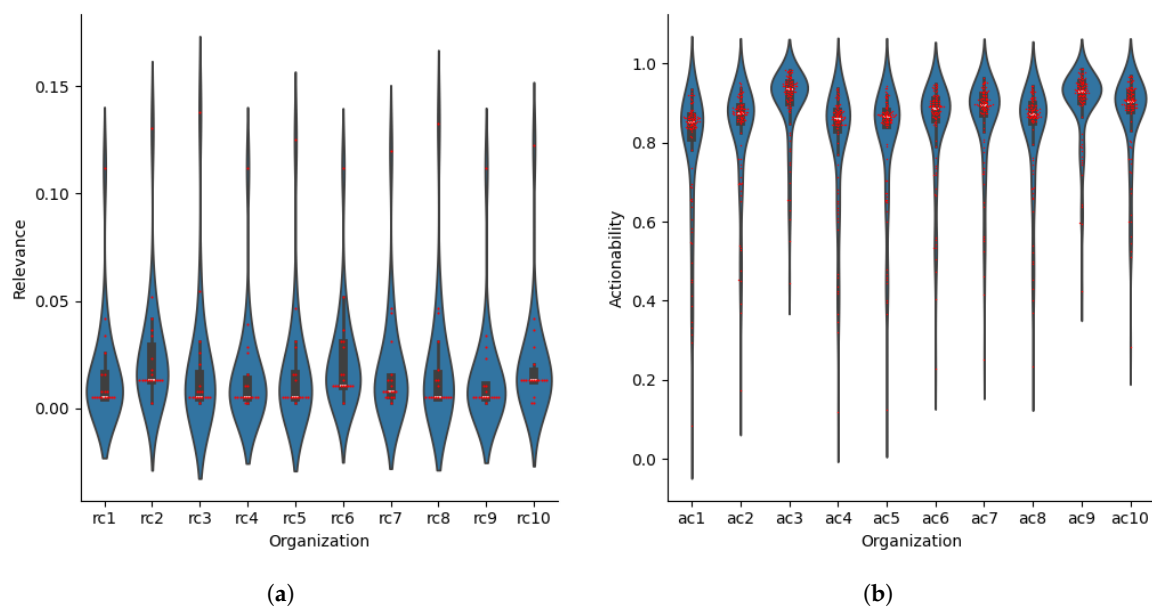 0.15
0.10
0.05
0.00
Relevance
rc1 rc2 rc3 rc4 rc5 rc6 rc7 rc8 rc9 rc10
Organization
(a)
1.0
0.8
0.6
0.4
0.2
0.0
Actionability
ac1 ac2 ac3 ac4 ac5 ac6 ac7 ac8 ac9 ac10
Organization
(b)